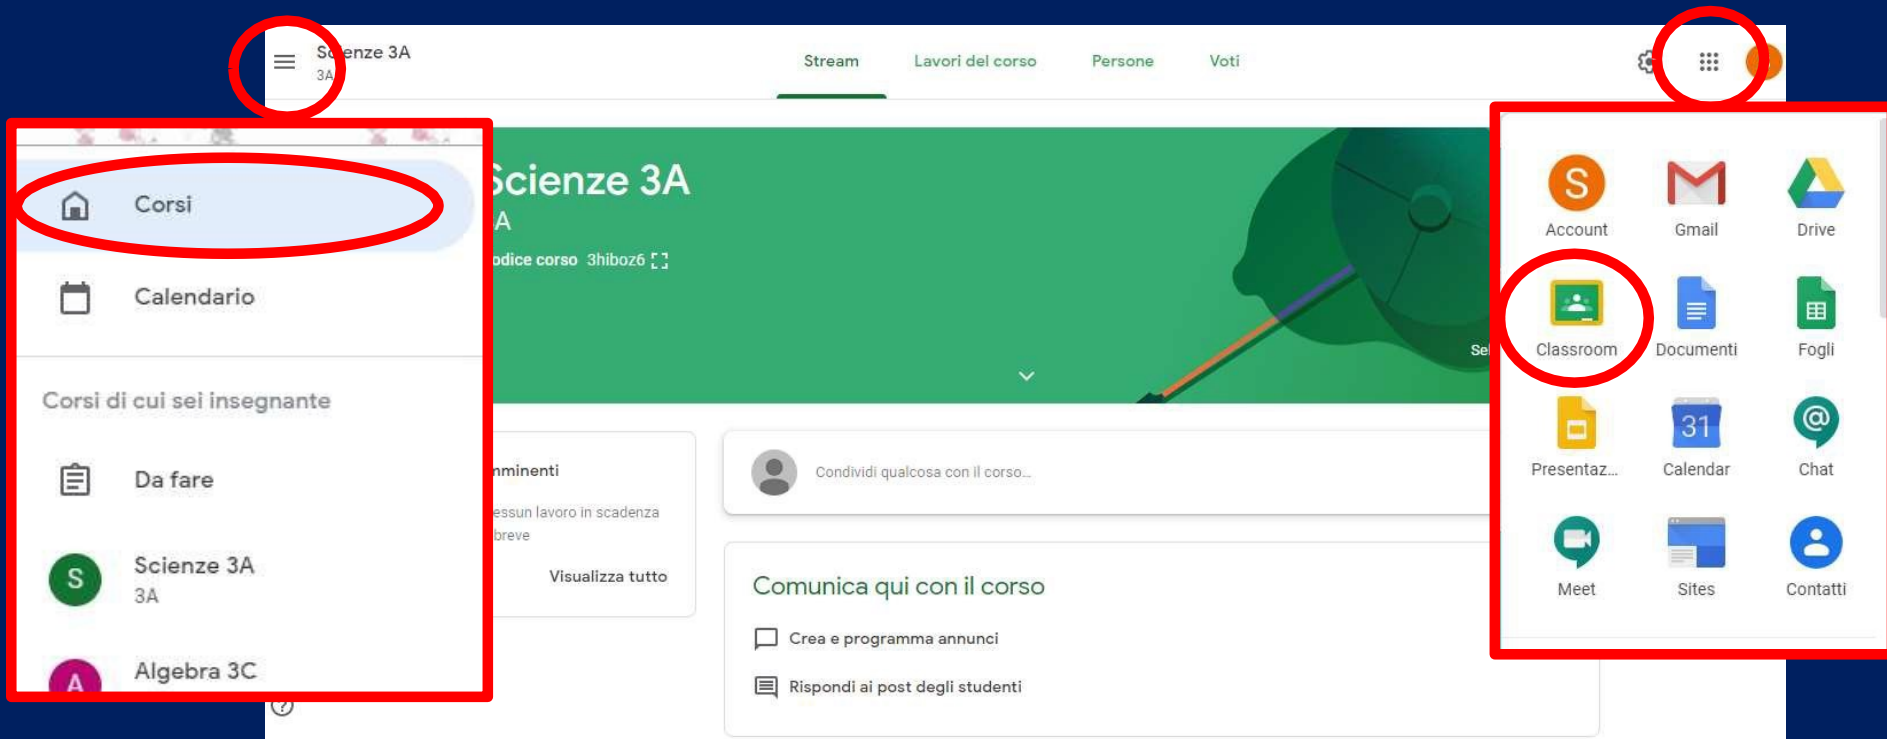 Scienze 3A
3A
Stream
Lavori del corso
Persone
Voti
Corsi
Calendario
Corsi di cui sei insegnante
Da fare
S
Scienze 3A
3A
A
Algebra 3C
Scienze 3A
A
odice corso 3hiboz6
Sel
mminenti
essun lavoro in scadenza
breve
Visualizza tutto
Condividi qualcosa con il corso...
Comunica qui con il corso
Crea e programma annunci
Rispondi ai post degli studenti
S
Account
Gmail
Drive
Classroom
Documenti
Fogli
31
@
Presentaz...
Calendar
Chat
Meet
Sites
Contatti